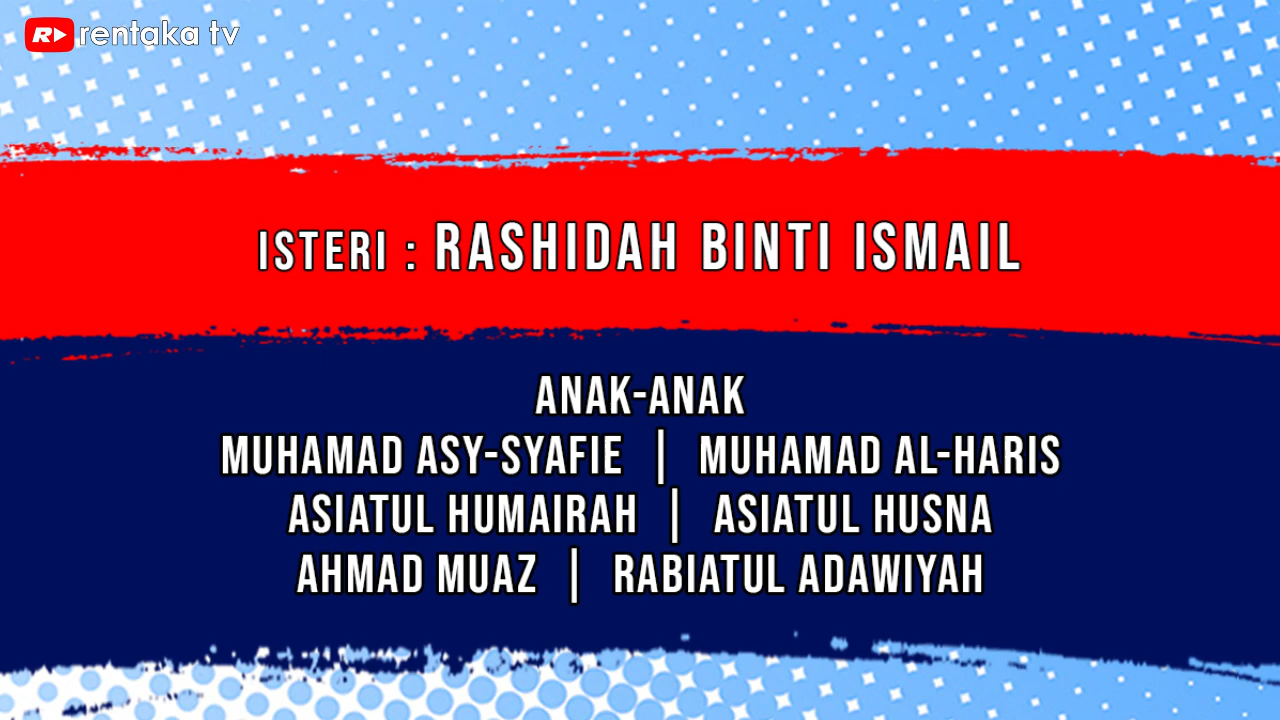 rentaka tv
ISTERI : RASHIDAH BINTI ISMAIL
ANAK-ANAK
MUHAMAD ASY-SYAFIE | MUHAMAD AL-HARIS
ASIATUL HUMAIRAH | ASIATUL HUSNA
AHMAD MUAZ | RABIATUL ADAWIYAH